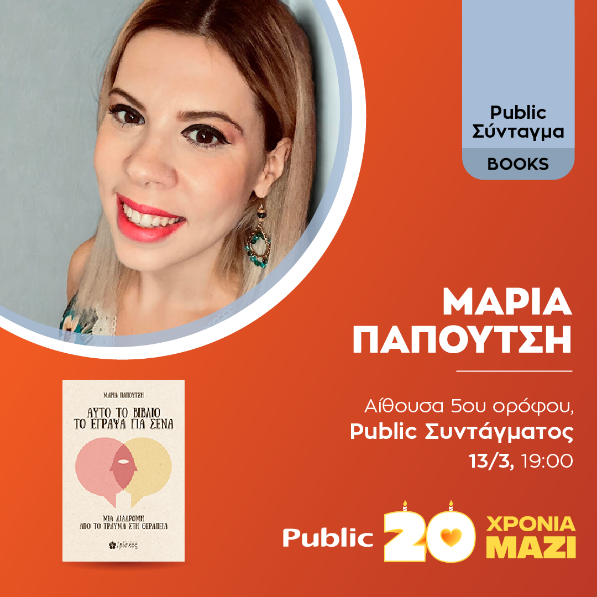 Public
Σύνταγμα
BOOKS
ΜΑΡΙΑ
ΠΑΠΟΥΤΣΗ
Αίθουσα 5ου ορόφου,
Public Συντάγματος
13/3, 19:00
ΜΑΡΙΑ ΠΑΠΟΥΤΣΗ
ΑΥΤΟ ΤΟ ΒΙΒΛΙΟ
ΤΟ ΕΓΡΑΨΑ ΓΙΑ ΣΕΝΑ
ΜΙΑ ΔΙΑΔΡΟΜΗ
ΑΠΟ ΤΟ ΤΡΑΥΜΑ ΣΤΗ ΘΕΡΑΠΕΙΑ
Public 20 ΧΡΟΝΙΑ
ΜΑΖΙ